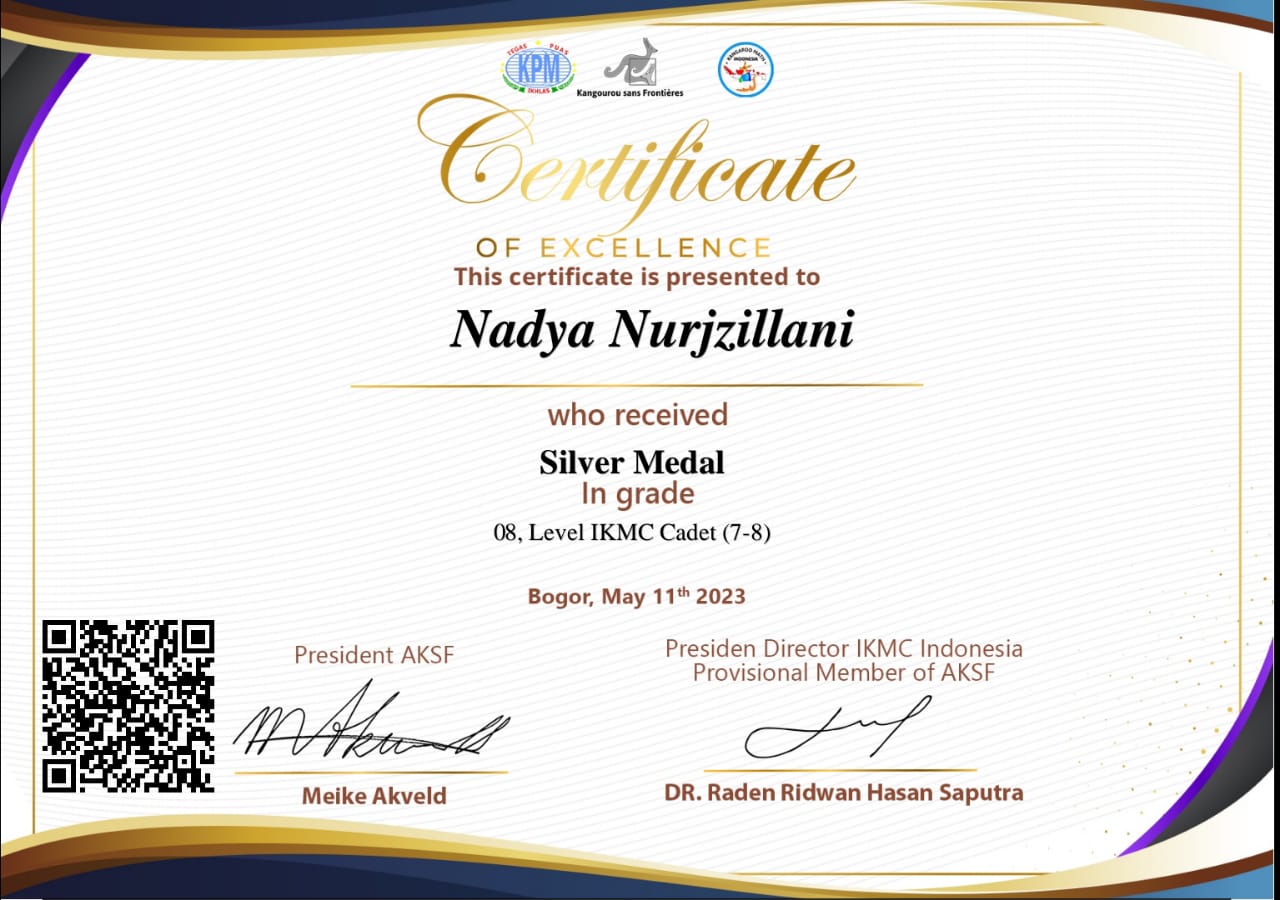 TEGAS PUAS
KPM
IKHLAS
Kangourou sans Frontières
KANGAROO MATH
INDONESIA
Certificate
OF EXCELLENCE
This certificate is presented to
Nadya Nurjzillani
who received
Silver Medal
In grade
08, Level IKMC Cadet (7-8)
Bogor, May 11th 2023
President AKSF
Presiden Director IKMC Indonesia
Provisional Member of AKSF
Meike Akveld
DR. Raden Ridwan Hasan Saputra